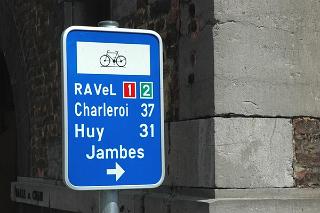 RAVeL 1 2
Charleroi 37
Huy 31
Jambes